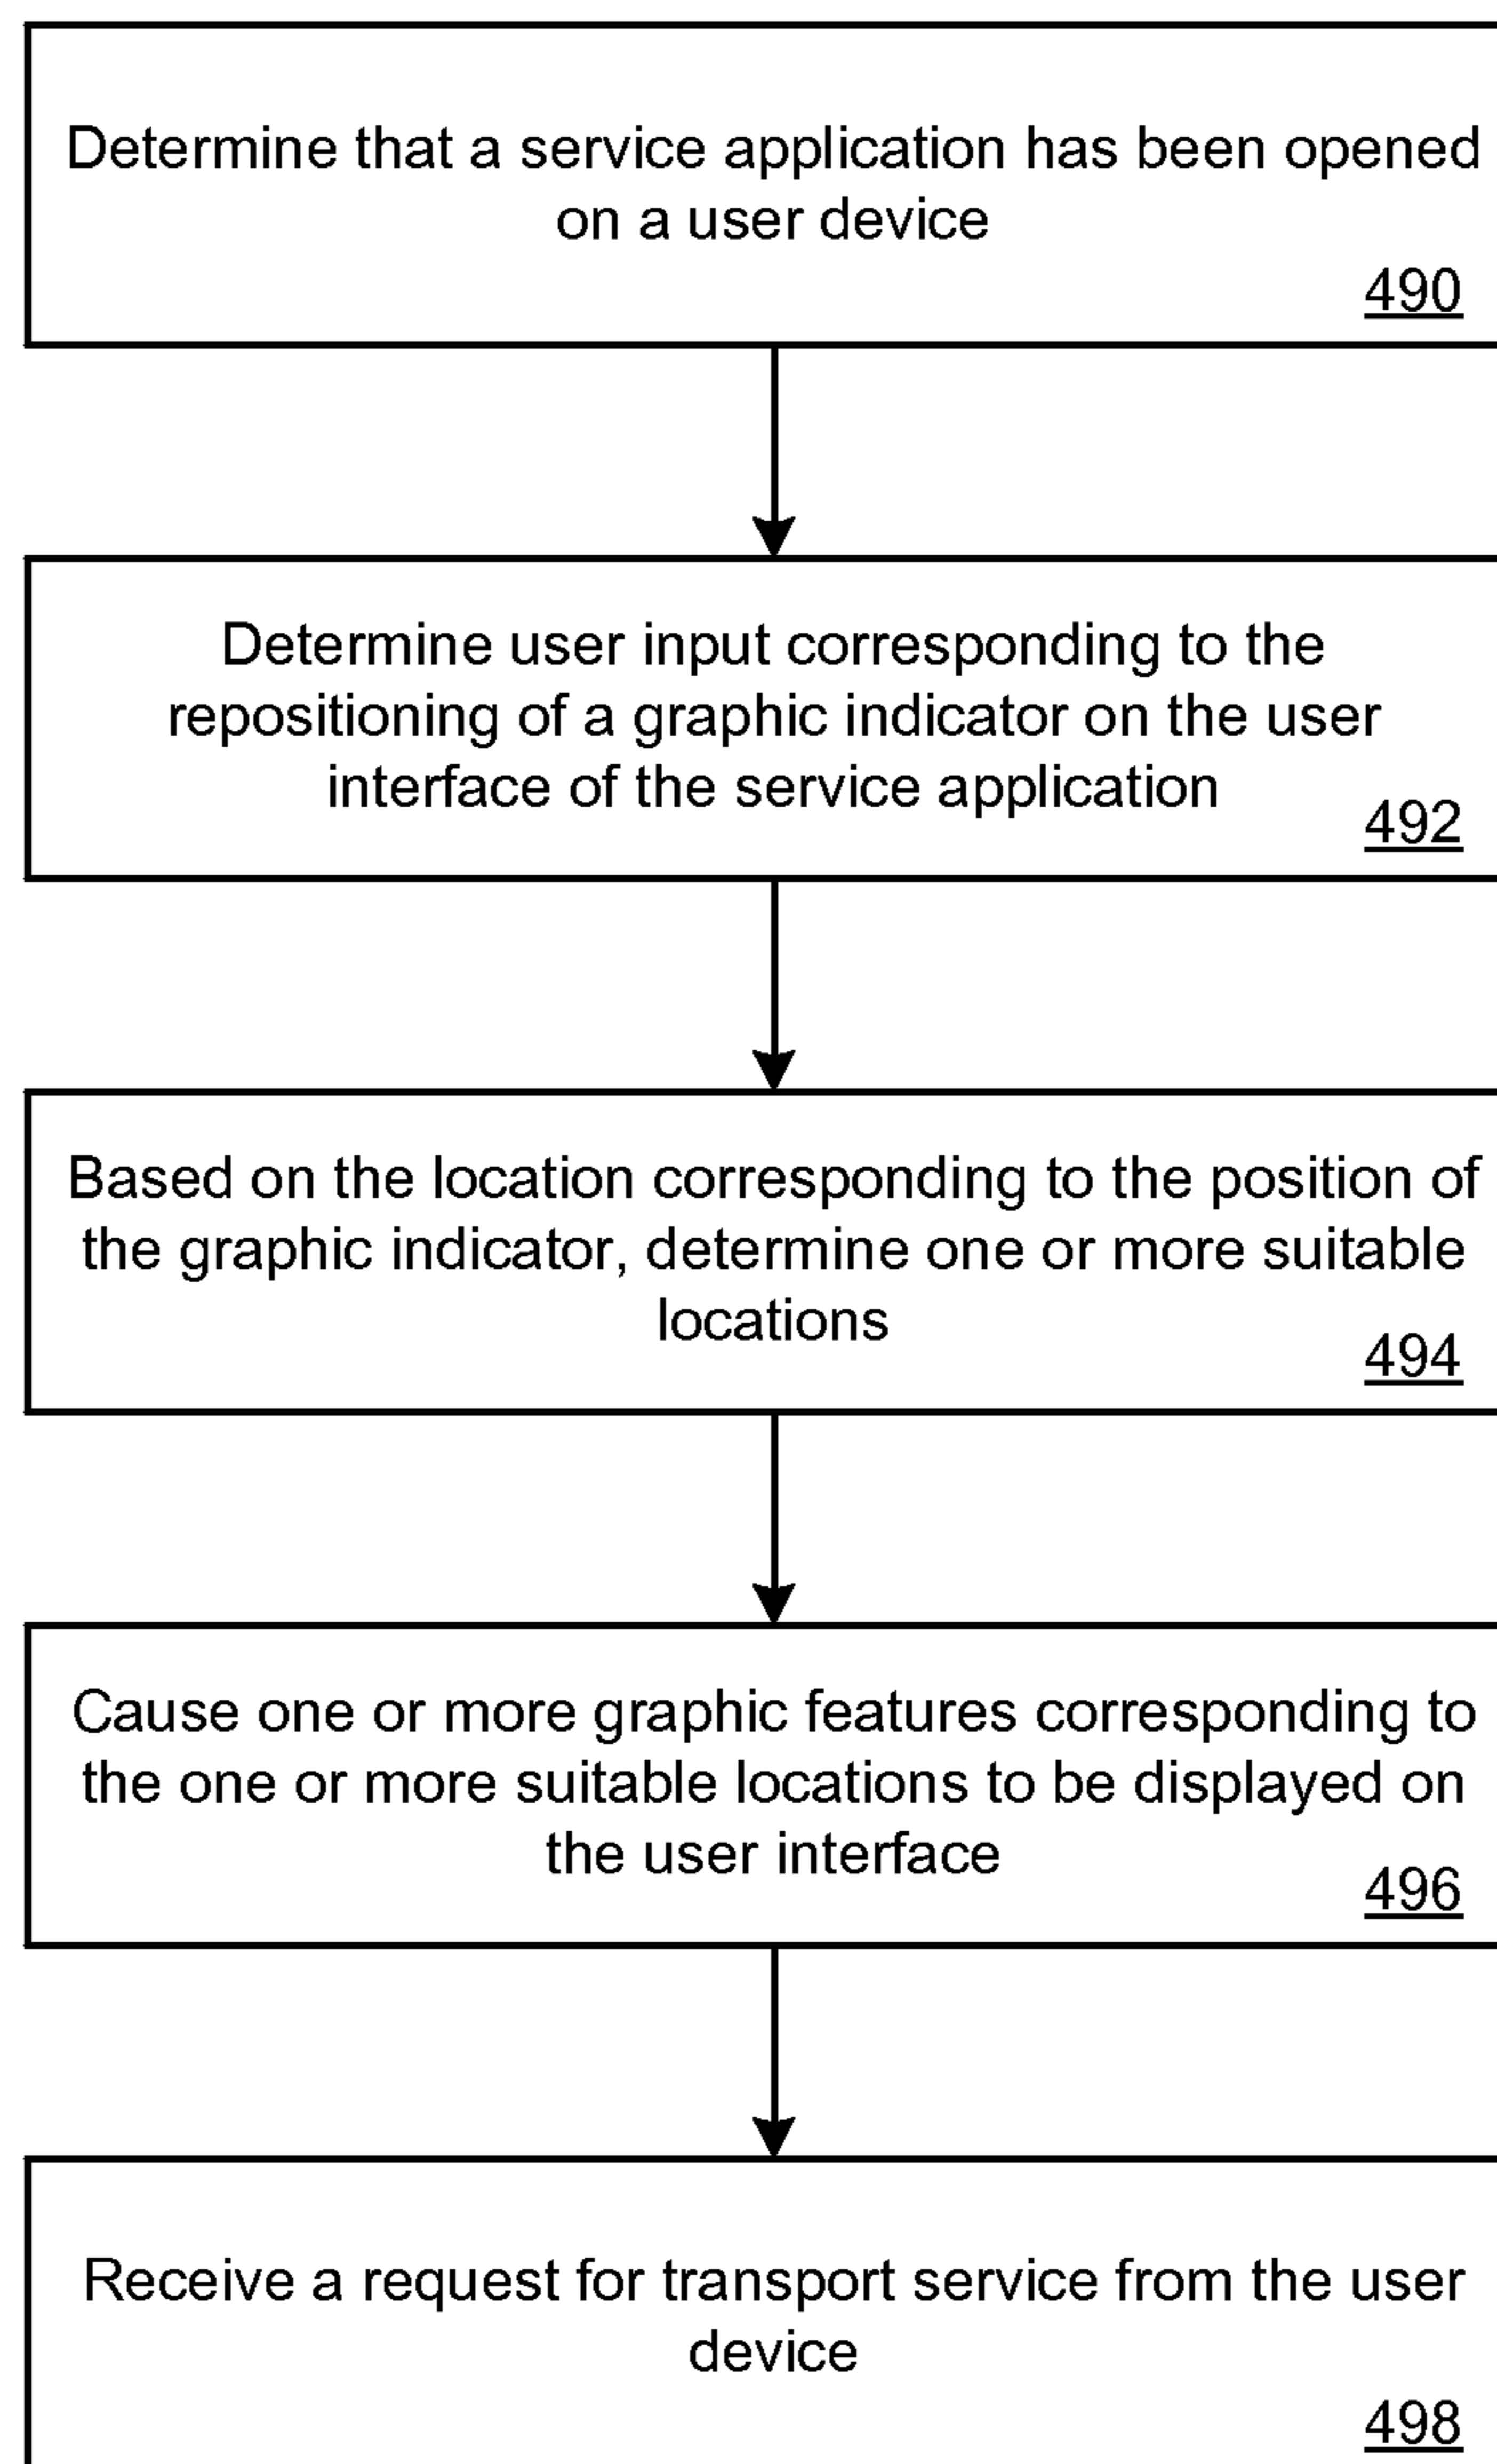 Determine that a service application has been opened
on a user device
490
Determine user input corresponding to the
repositioning of a graphic indicator on the user
interface of the service application
492
Based on the location corresponding to the position of
the graphic indicator, determine one or more suitable
locations
494
Cause one or more graphic features corresponding to
the one or more suitable locations to be displayed on
the user interface
496
Receive a request for transport service from the user
device
498